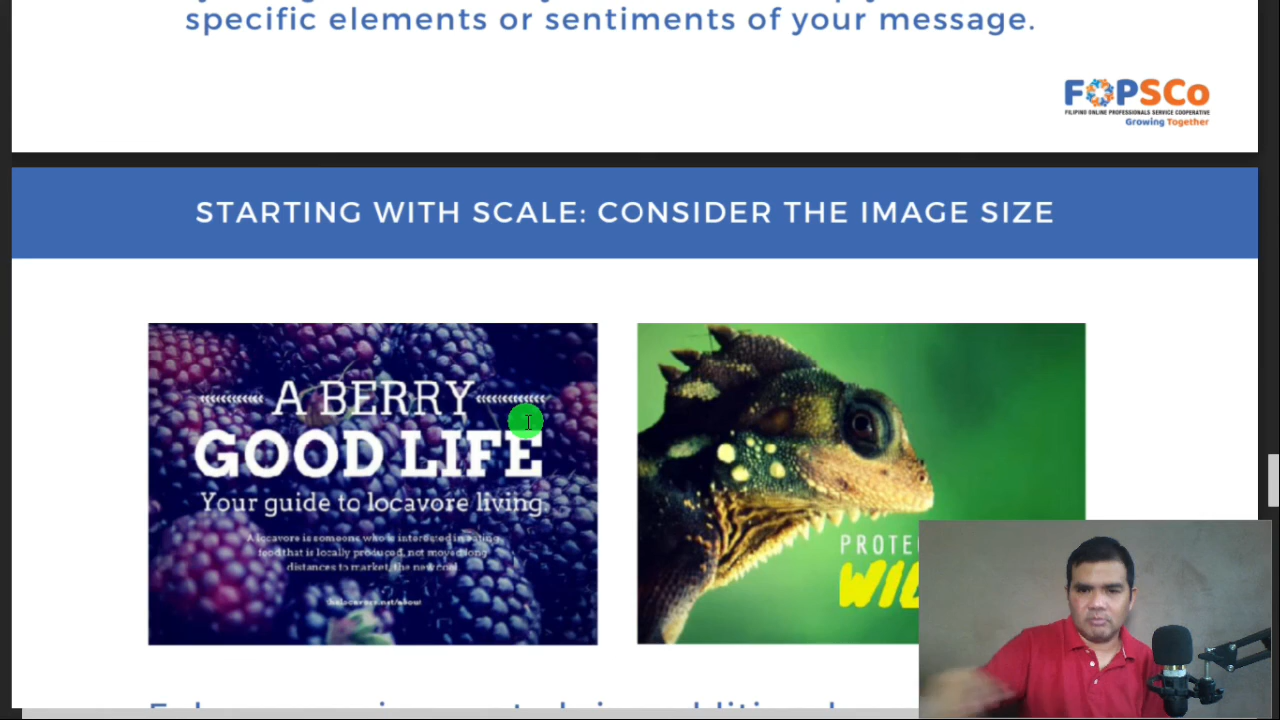 specific elements or sentiments of your message.
FOPSCo
FILIPINO ONLINE PROFESSIONALS SERVICE COOPERATIVE
Growing Together
STARTING WITH SCALE: CONSIDER THE IMAGE SIZE
A BERRY
GOOD LIFE
Your guide to locavore living.
A locavore is someone who is interested in eating
food that is locally produced, not moved long
distances to market, the new cool.
PROTE
WIL